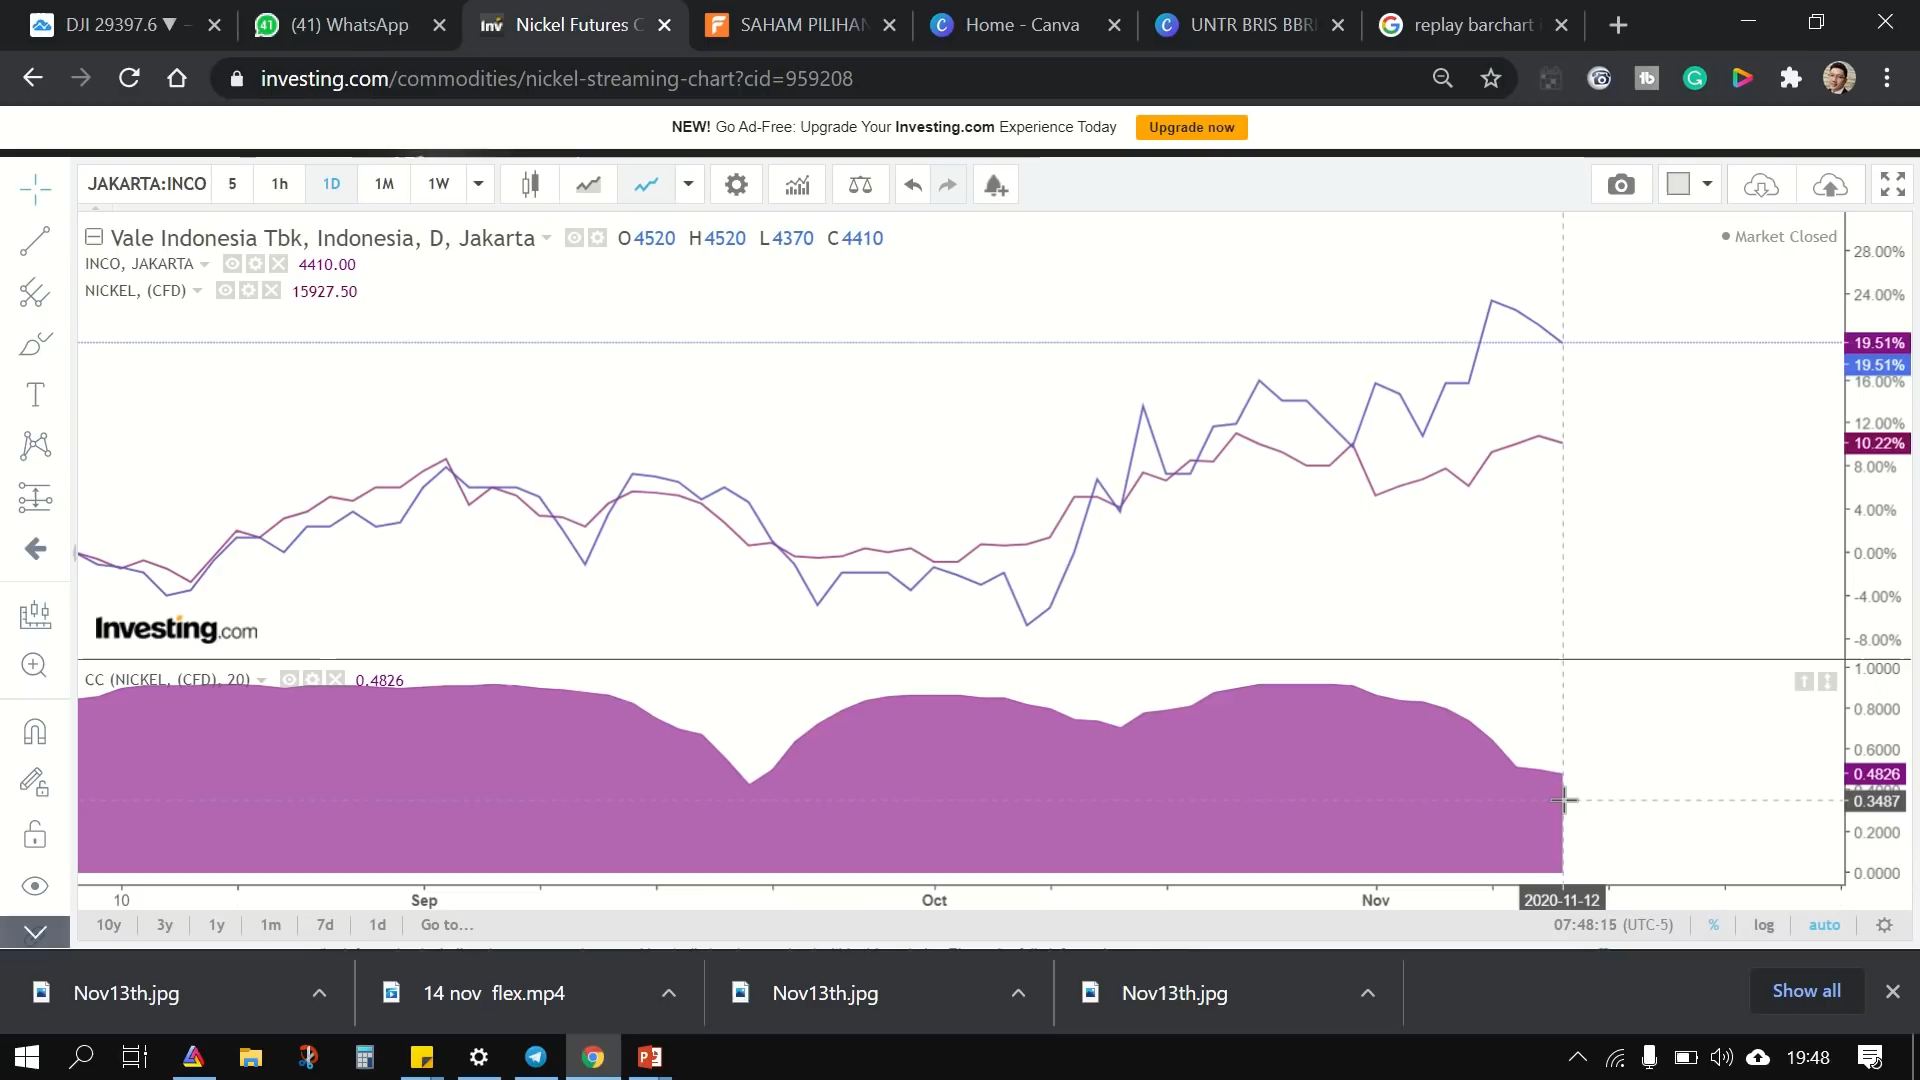 DJI 29397.6 ▼
(41) WhatsApp
Nickel Futures C
SAHAM PILIHAN
Home - Canva
UNTR BRIS BBRI
replay barchart
investing.com/commodities/nickel-streaming-chart?cid=959208
NEW! Go Ad-Free: Upgrade Your Investing.com Experience Today
Upgrade now
JAKARTA:INCO 5 1h 1D 1M 1W
Vale Indonesia Tbk, Indonesia, D, Jakarta O4520 H4520 L4370 C4410
Market Closed
INCO, JAKARTA 4410.00
NICKEL, (CFD) 15927.50
28.00%
24.00%
19.51%
19.51%
16.00%
12.00%
10.22%
8.00%
4.00%
0.00%
-4.00%
-8.00%
Investing.com
CC (NICKEL, (CFD), 20) 0.4826
1.0000
0.8000
0.6000
0.4826
0.3487
0.2000
0.0000
10 Sep Oct Nov 2020-11-12
10y 3y 1y 1m 7d 1d Go to...
07:48:15 (UTC-5) % log auto
Nov13th.jpg
14 nov flex.mp4
Nov13th.jpg
Nov13th.jpg
Show all
19:48